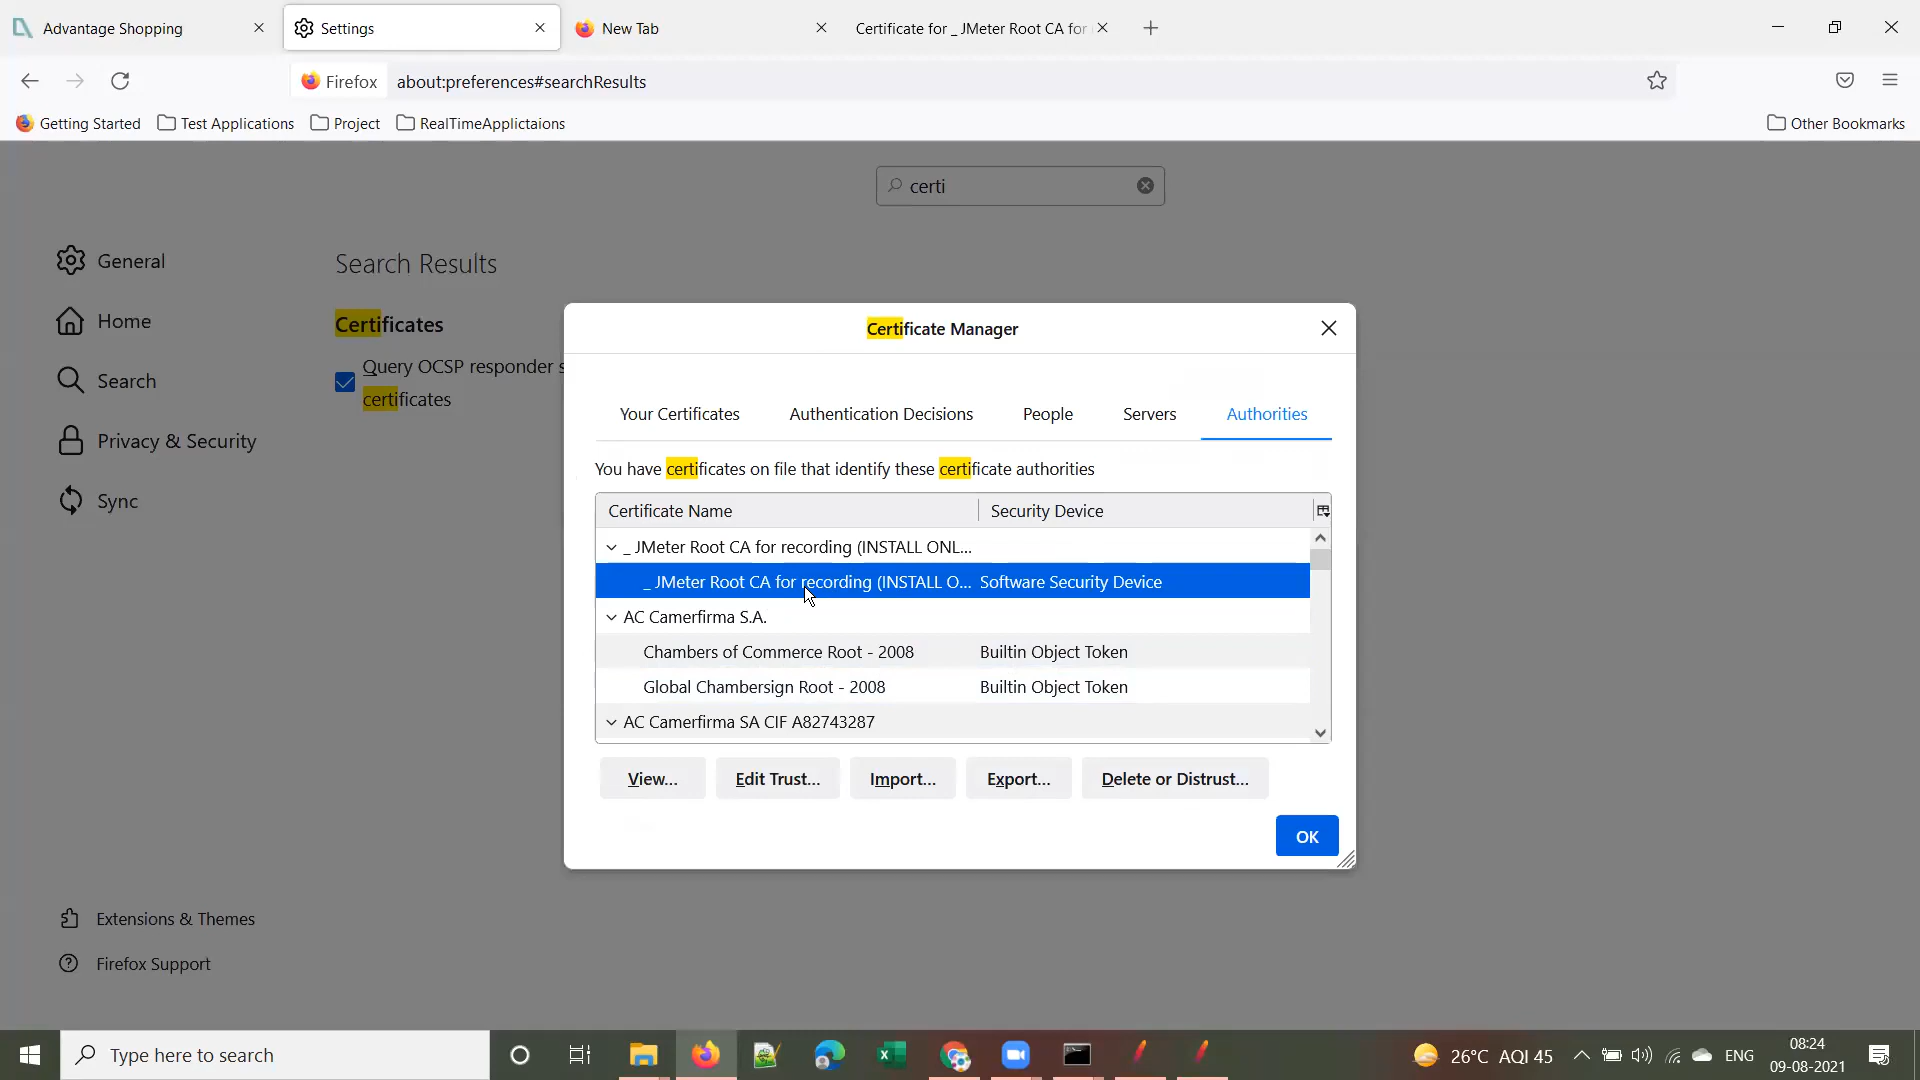 Advantage Shopping
Settings
New Tab
Certificate for _ JMeter Root CA for
Firefox
about:preferences#searchResults
Getting Started
Test Applications
Project
RealTimeApplictaions
Other Bookmarks
certi
General
Home
Search
Privacy & Security
Sync
Extensions & Themes
Firefox Support
Search Results
Certificates
Query OCSP responder s
certificates
Certificate Manager
Your Certificates
Authentication Decisions
People
Servers
Authorities
You have certificates on file that identify these certificate authorities
Certificate Name
Security Device
_ JMeter Root CA for recording (INSTALL ONL...
_ JMeter Root CA for recording (INSTALL O... Software Security Device
AC Camerfirma S.A.
Chambers of Commerce Root - 2008 Builtin Object Token
Global Chambersign Root - 2008 Builtin Object Token
AC Camerfirma SA CIF A82743287
View...
Edit Trust...
Import...
Export...
Delete or Distrust...
OK
Type here to search
26°C AQI 45
ENG
08:24
09-08-2021